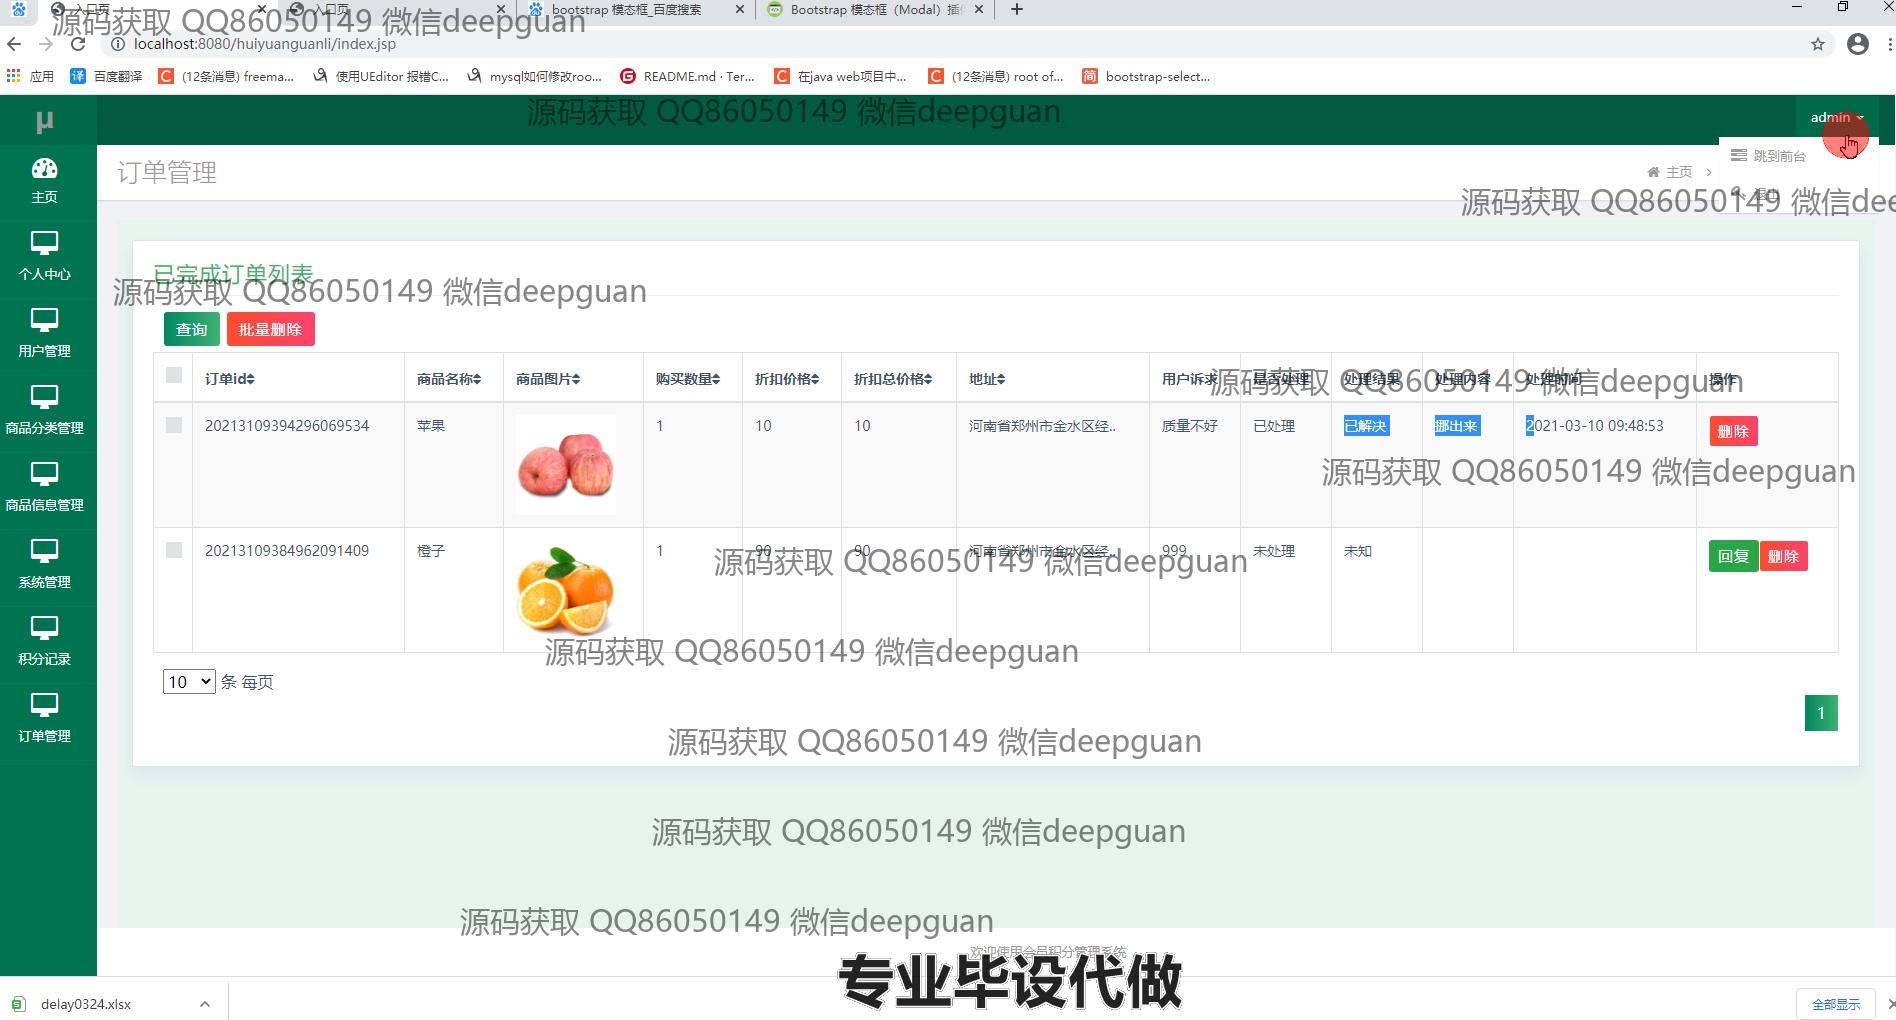 入口页
入口页
bootstrap 模态框_百度搜索
Bootstrap 模态框（Modal）插
源码获取 QQ86050149 微信deepguan
localhost:8080/huiyuanguanli/index.jsp
应用
百度翻译
(12条消息) freema...
使用UEditor 报错C...
mysql如何修改roo...
README.md · Ter...
在java web项目中...
(12条消息) root of...
bootstrap-select...
源码获取 QQ86050149 微信deepguan
μ
admin
跳到前台
退出
订单管理
主页
源码获取 QQ86050149 微信dee
主页
个人中心
用户管理
商品分类管理
商品信息管理
系统管理
积分记录
订单管理
已完成订单列表
源码获取 QQ86050149 微信deepguan
查询 批量删除
订单id 商品名称 商品图片 购买数量 折扣价格 折扣总价格 地址 用户诉求 是否处理 处理结果 处理内容 处理时间 操作
源码获取 QQ86050149 微信deepguan
20213109394296069534 苹果 1 10 10 河南省郑州市金水区经.. 质量不好 已处理 已解决 挪出来 2021-03-10 09:48:53 删除
源码获取 QQ86050149 微信deepguan
20213109384962091409 橙子 1 90 90 河南省郑州市金水区经.. 999 未处理 未知 回复 删除
源码获取 QQ86050149 微信deepguan
源码获取 QQ86050149 微信deepguan
10 条 每页
1
源码获取 QQ86050149 微信deepguan
源码获取 QQ86050149 微信deepguan
源码获取 QQ86050149 微信deepguan
欢迎使用会员积分管理系统
专业毕设代做
delay0324.xlsx
全部显示